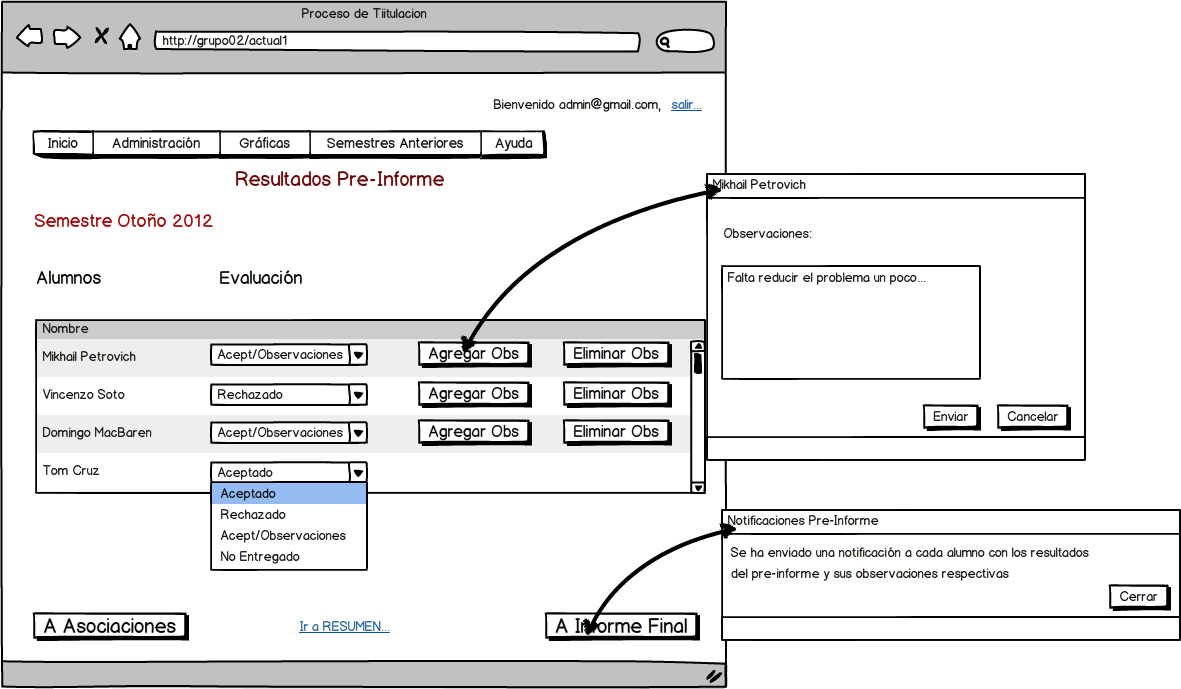 Proceso de Tiitulacion
http://grupo02/actual1
Bienvenido admin@gmail.com, salir...
Inicio Administración Gráficas Semestres Anteriores Ayuda
Resultados Pre-Informe
Semestre Otoño 2012
Alumnos Evaluación
Nombre
Mikhail Petrovich Acept/Observaciones Agregar Obs Eliminar Obs
Vincenzo Soto Rechazado Agregar Obs Eliminar Obs
Domingo MacBaren Acept/Observaciones Agregar Obs Eliminar Obs
Tom Cruz Aceptado
Aceptado
Rechazado
Acept/Observaciones
No Entregado
A Asociaciones Ir a RESUMEN... A Informe Final
Mikhail Petrovich
Observaciones:
Falta reducir el problema un poco...
Enviar Cancelar
Notificaciones Pre-Informe
Se ha enviado una notificación a cada alumno con los resultados
del pre-informe y sus observaciones respectivas
Cerrar